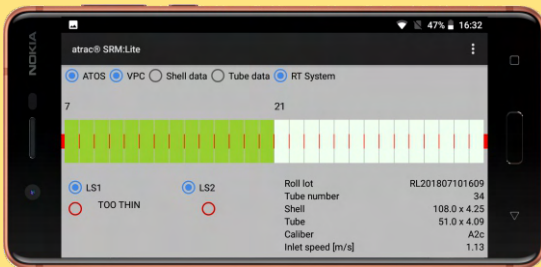 NOKIA
47% 16:32
atrac® SRM:Lite
ATOS VPC Shell data Tube data RT System
7 21
LS1 LS2
TOO THIN
Roll lot RL201807101609
Tube number 34
Shell 108.0 x 4.25
Tube 51.0 x 4.09
Caliber A2c
Inlet speed [m/s] 1.13